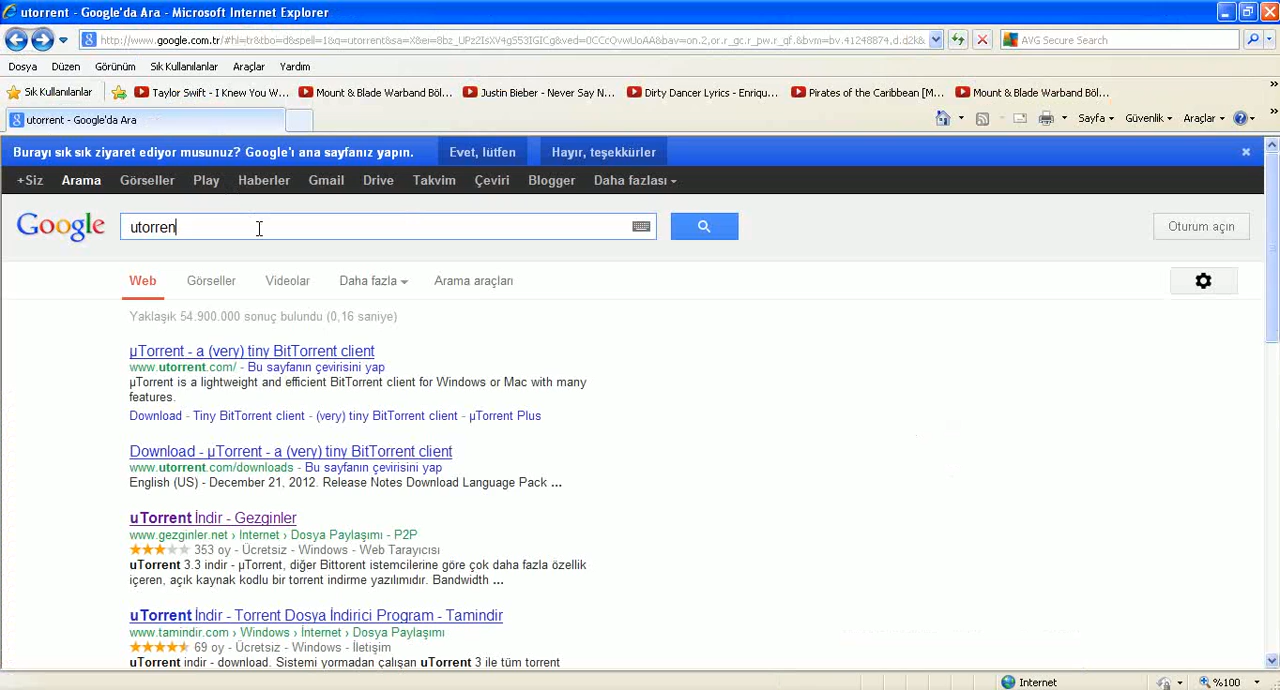 utorrent - Google'da Ara - Microsoft Internet Explorer
Dosya Düzen Görünüm Sık Kullanılanlar Araçlar Yardım
AVG Secure Search
Sık Kullanılanlar Taylor Swift - I Knew You W... Mount & Blade Warband Böl... Justin Bieber - Never Say N... Dirty Dancer Lyrics - Enriqu... Pirates of the Caribbean [M... Mount & Blade Warband Böl...
utorrent - Google'da Ara
Sayfa Güvenlik Araçlar
Burayı sık sık ziyaret ediyor musunuz? Google'ı ana sayfanız yapın. Evet, lütfen Hayır, teşekkürler
+Siz Arama Görseller Play Haberler Gmail Drive Takvim Çeviri Blogger Daha fazlası
Google utorren Oturum açın
Web Görseller Videolar Daha fazla Arama araçları
Yaklaşık 54.900.000 sonuç bulundu (0,16 saniye)
µTorrent - a (very) tiny BitTorrent client
www.utorrent.com/ - Bu sayfanın çevirisini yap
µTorrent is a lightweight and efficient BitTorrent client for Windows or Mac with many
features.
Download - Tiny BitTorrent client - (very) tiny BitTorrent client - µTorrent Plus
Download - µTorrent - a (very) tiny BitTorrent client
www.utorrent.com/downloads - Bu sayfanın çevirisini yap
English (US) - December 21, 2012. Release Notes Download Language Pack ...
uTorrent İndir - Gezginler
www.gezginler.net › Internet › Dosya Paylaşımı - P2P
353 oy - Ücretsiz - Windows - Web Tarayıcısı
uTorrent 3.3 indir - µTorrent, diğer Bittorent istemcilerine göre çok daha fazla özellik
içeren, açık kaynak kodlu bir torrent indirme yazılımıdır. Bandwidth ...
uTorrent İndir - Torrent Dosya İndirici Program - Tamindir
www.tamindir.com › Windows › İnternet › Dosya Paylaşımı
69 oy - Ücretsiz - Windows - İletişim
uTorrent indir - download. Sistemi yormadan çalışan uTorrent 3 ile tüm torrent
Internet %100